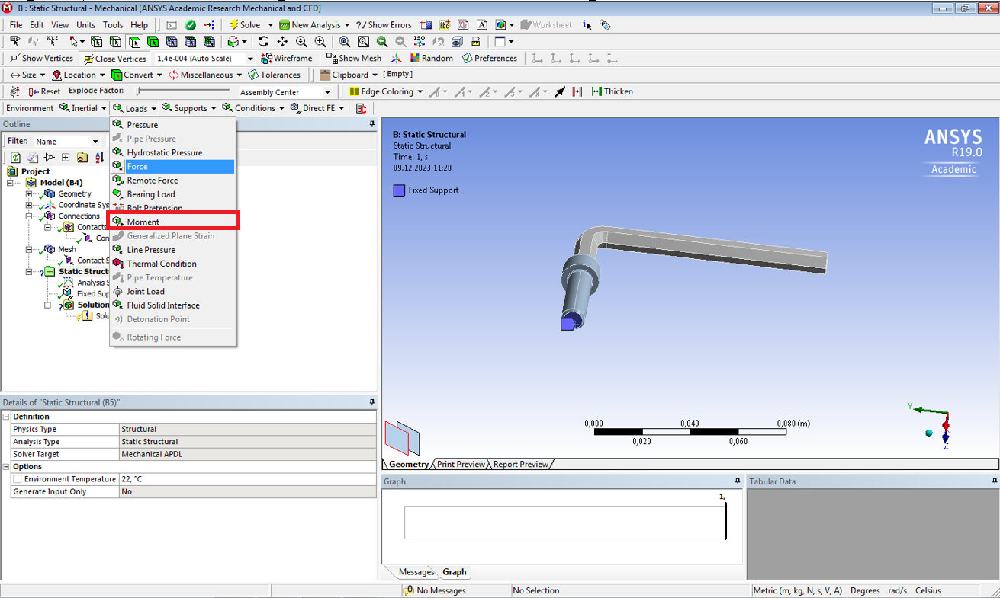 B : Static Structural - Mechanical [ANSYS Academic Research Mechanical and CFD]
File Edit View Units Tools Help Solve New Analysis ?/ Show Errors Worksheet
Show Vertices Close Vertices 1,4e-004 (Auto Scale) Wireframe Show Mesh Random Preferences
Size Location Convert Miscellaneous Tolerances Clipboard [ Empty ]
Reset Explode Factor: Assembly Center Edge Coloring Thicken
Environment Inertial Loads Supports Conditions Direct FE
Outline
Filter: Name
Project
Model (B4)
Geometry
Coordinate Sys
Connections
Contacts
Con
Mesh
Contact S
Static Struct
Analysis S
Fixed Sup
Solution
Solu
Pressure
Pipe Pressure
Hydrostatic Pressure
Force
Remote Force
Bearing Load
Bolt Pretension
Moment
Generalized Plane Strain
Line Pressure
Thermal Condition
Pipe Temperature
Joint Load
Fluid Solid Interface
Detonation Point
Rotating Force
B: Static Structural
Static Structural
Time: 1, s
09.12.2023 11:20
Fixed Support
ANSYS
R19.0
Academic
0,000 0,040 0,080 (m)
0,020 0,060
Y
Z
Geometry Print Preview Report Preview
Details of "Static Structural (B5)"
Definition
Physics Type Structural
Analysis Type Static Structural
Solver Target Mechanical APDL
Options
Environment Temperature 22, °C
Generate Input Only No
Graph
1,
Messages Graph
Tabular Data
0 No Messages No Selection Metric (m, kg, N, s, V, A) Degrees rad/s Celsius